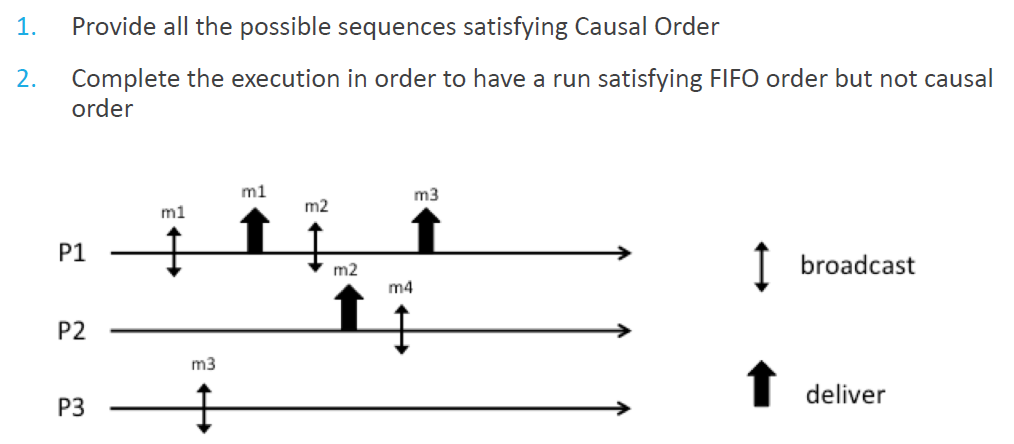 1. Provide all the possible sequences satisfying Causal Order
2. Complete the execution in order to have a run satisfying FIFO order but not causal
order
m1
m3
m2
m1
P1
broadcast
m2
m4
P2
m3
deliver
P3